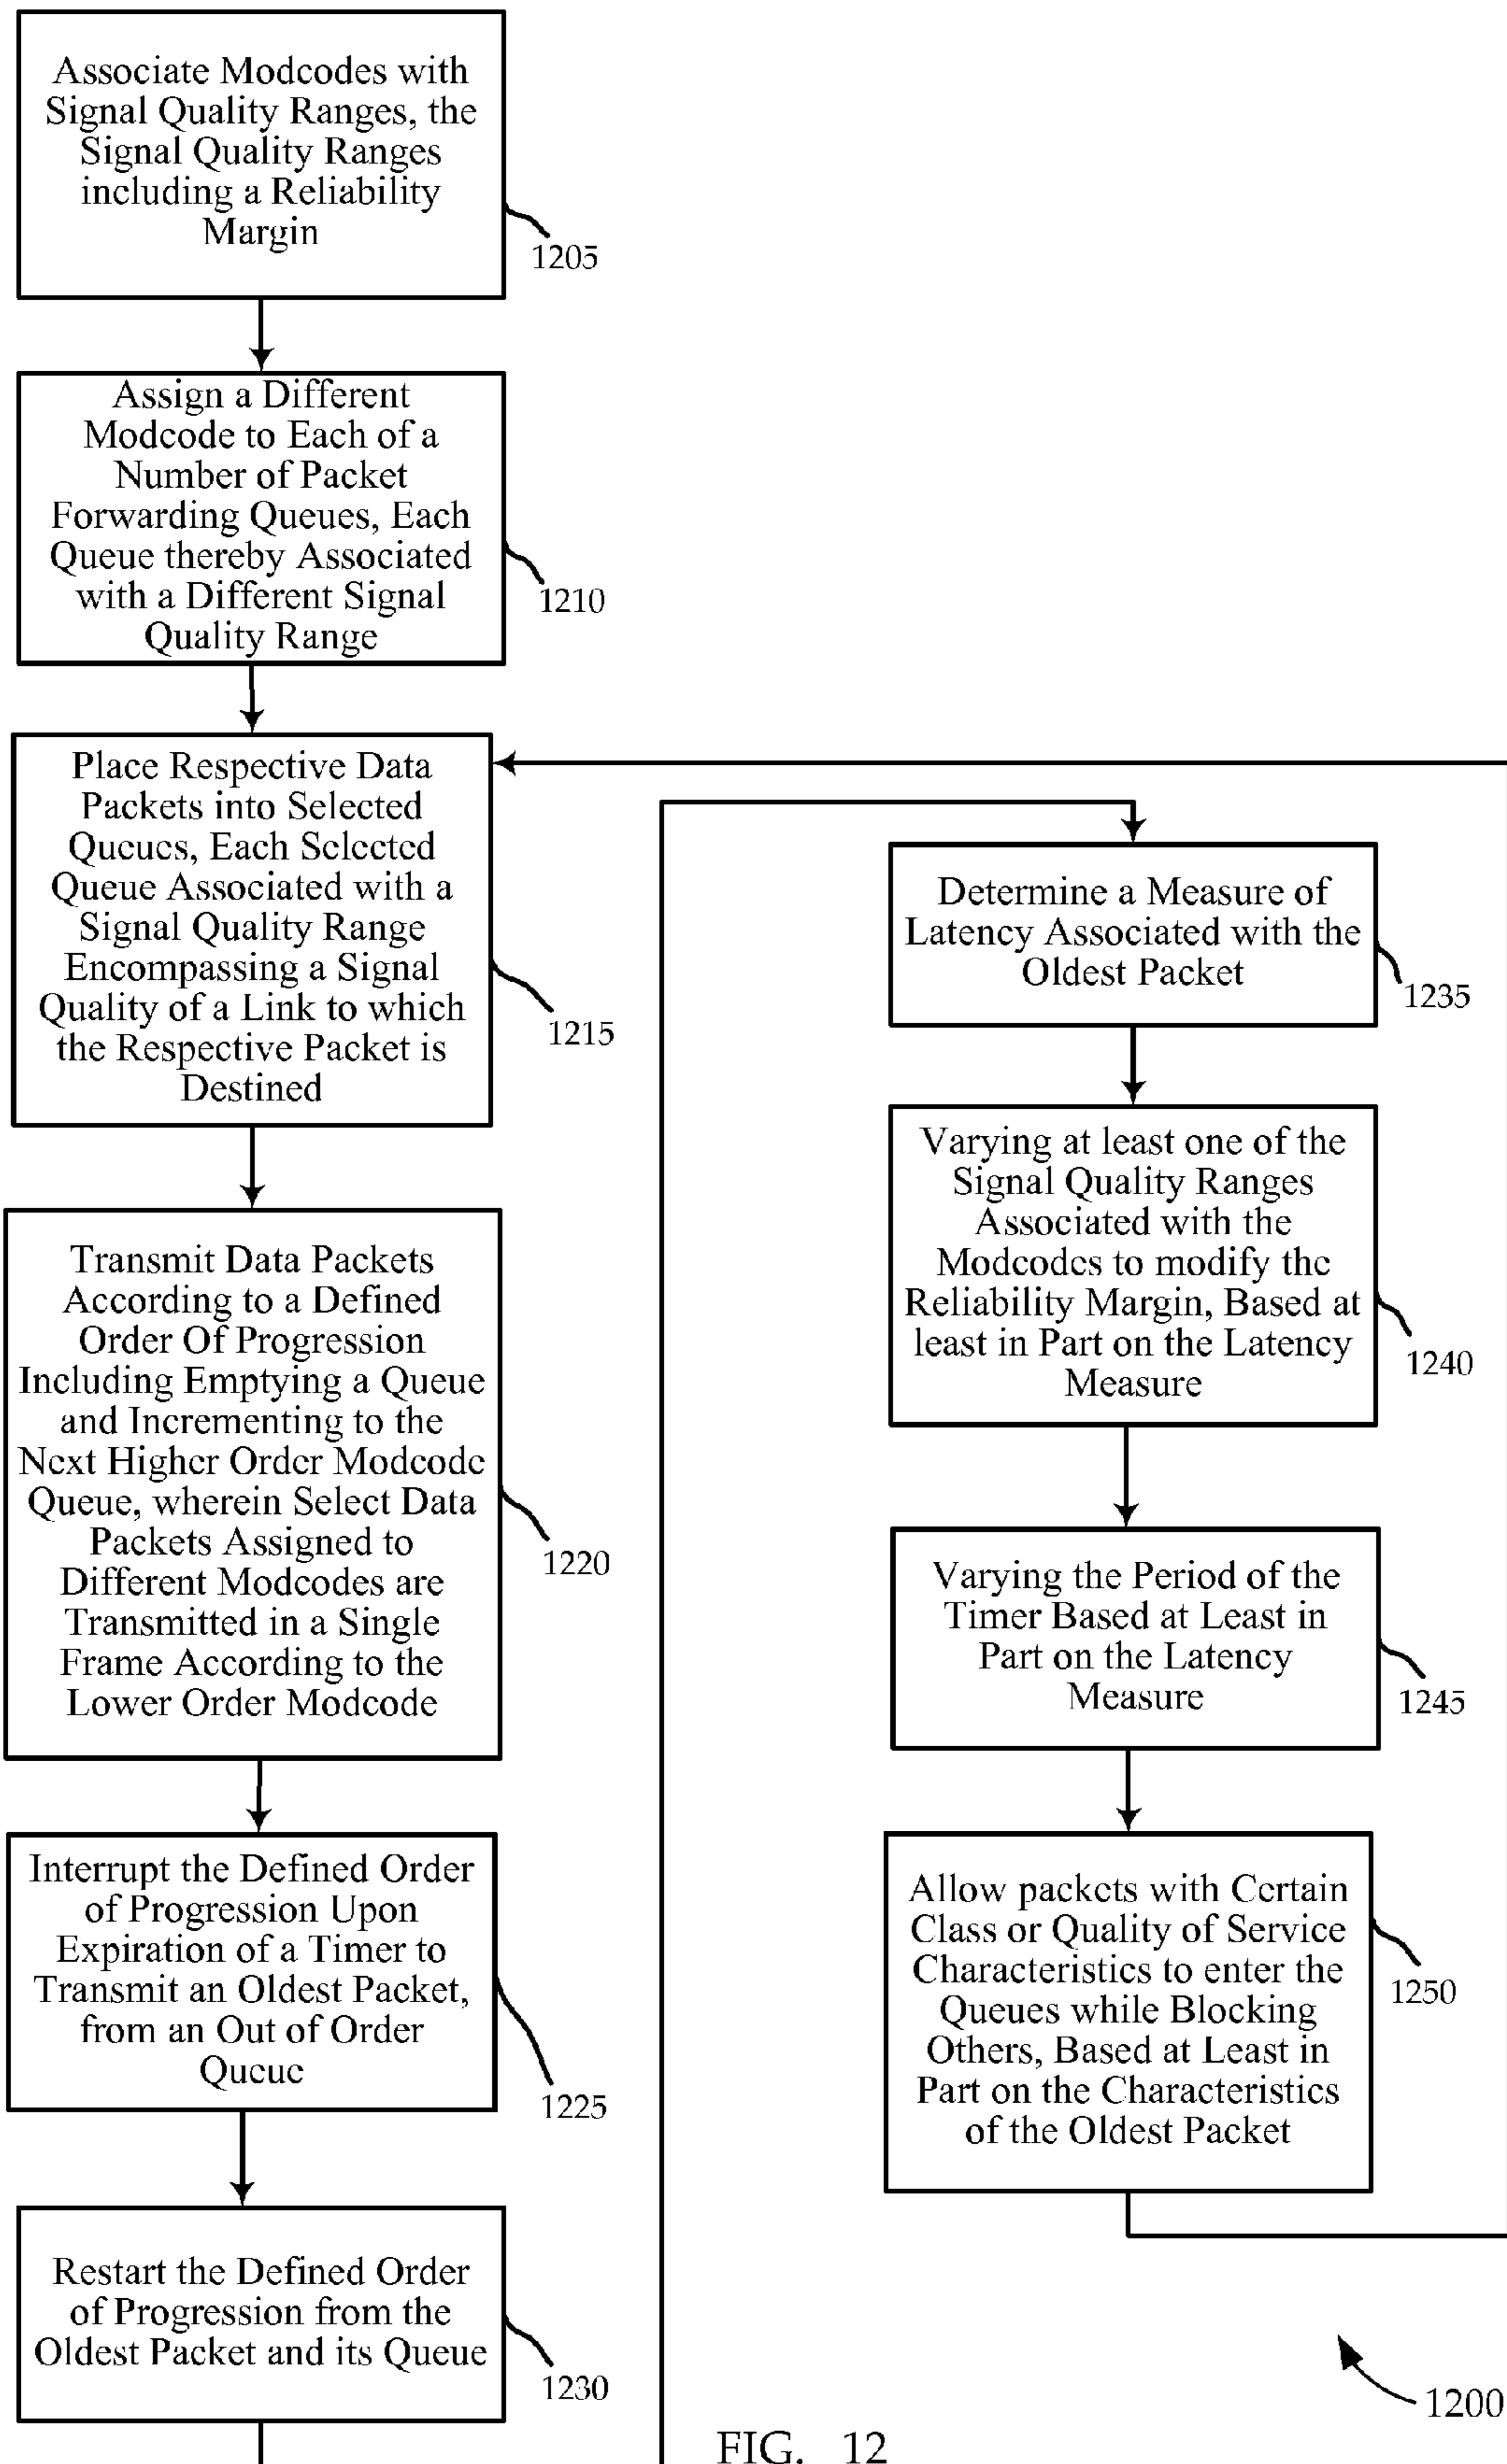 Associate Modcodes with
Signal Quality Ranges, the
Signal Quality Ranges
including a Reliability
Margin
1205
Assign a Different
Modcode to Each of a
Number of Packet
Forwarding Queues, Each
Queue thereby Associated
with a Different Signal
Quality Range
1210
Place Respective Data
Packets into Selected
Queues, Each Selected
Queue Associated with a
Signal Quality Range
Encompassing a Signal
Quality of a Link to which
the Respective Packet is
Destined
1215
Transmit Data Packets
According to a Defined
Order Of Progression
Including Emptying a Queue
and Incrementing to the
Next Higher Order Modcode
Queue, wherein Select Data
Packets Assigned to
Different Modcodes are
Transmitted in a Single
Frame According to the
Lower Order Modcode
1220
Interrupt the Defined Order
of Progression Upon
Expiration of a Timer to
Transmit an Oldest Packet,
from an Out of Order
Queue
1225
Restart the Defined Order
of Progression from the
Oldest Packet and its Queue
1230
Determine a Measure of
Latency Associated with the
Oldest Packet
1235
Varying at least one of the
Signal Quality Ranges
Associated with the
Modcodes to modify the
Reliability Margin, Based at
least in Part on the Latency
Measure
1240
Varying the Period of the
Timer Based at Least in
Part on the Latency
Measure
1245
Allow packets with Certain
Class or Quality of Service
Characteristics to enter the
Queues while Blocking
Others, Based at Least in
Part on the Characteristics
of the Oldest Packet
1250
1200
FIG. 12